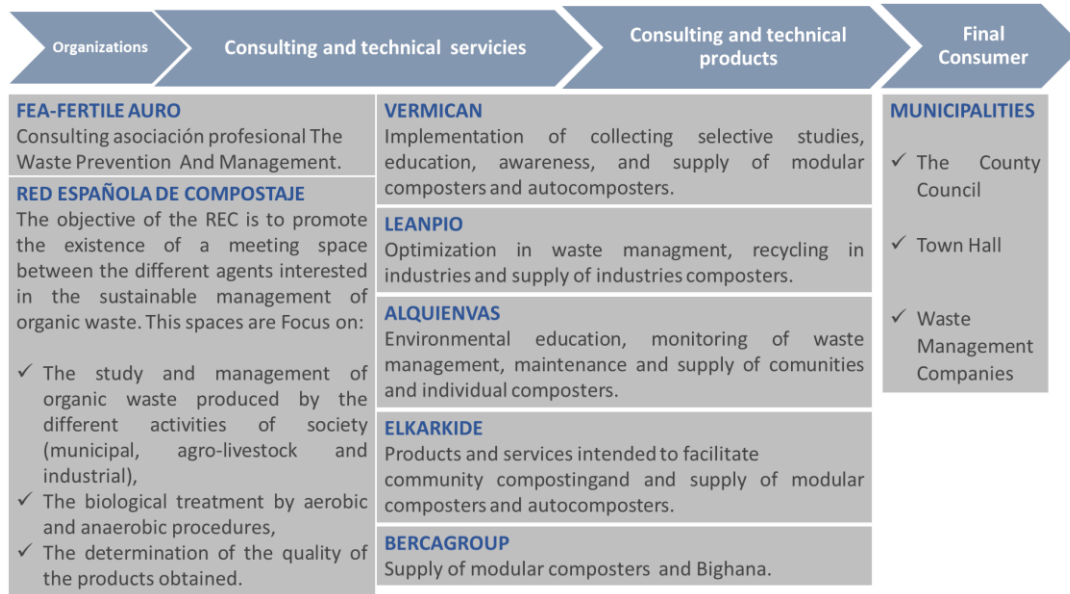 Organizations
Consulting and technical servicies
Consulting and technical
products
Final
Consumer
FEA-FERTILE AURO
Consulting asociación profesional The
Waste Prevention And Management.
RED ESPAÑOLA DE COMPOSTAJE
The objective of the REC is to promote
the existence of a meeting space
between the different agents interested
in the sustainable management of
organic waste. This spaces are Focus on:
✓ The study and management of
organic waste produced by the
different activities of society
(municipal, agro-livestock and
industrial),
✓ The biological treatment by aerobic
and anaerobic procedures,
✓ The determination of the quality of
the products obtained.
VERMICAN
Implementation of collecting selective studies,
education, awareness, and supply of modular
composters and autocomposters.
LEANPIO
Optimization in waste managment, recycling in
industries and supply of industries composters.
ALQUIENVAS
Environmental education, monitoring of waste
management, maintenance and supply of comunities
and individual composters.
ELKARKIDE
Products and services intended to facilitate
community compostingand and supply of modular
composters and autocomposters.
BERCAGROUP
Supply of modular composters and Bighana.
MUNICIPALITIES
✓ The County
Council
✓ Town Hall
✓ Waste
Management
Companies